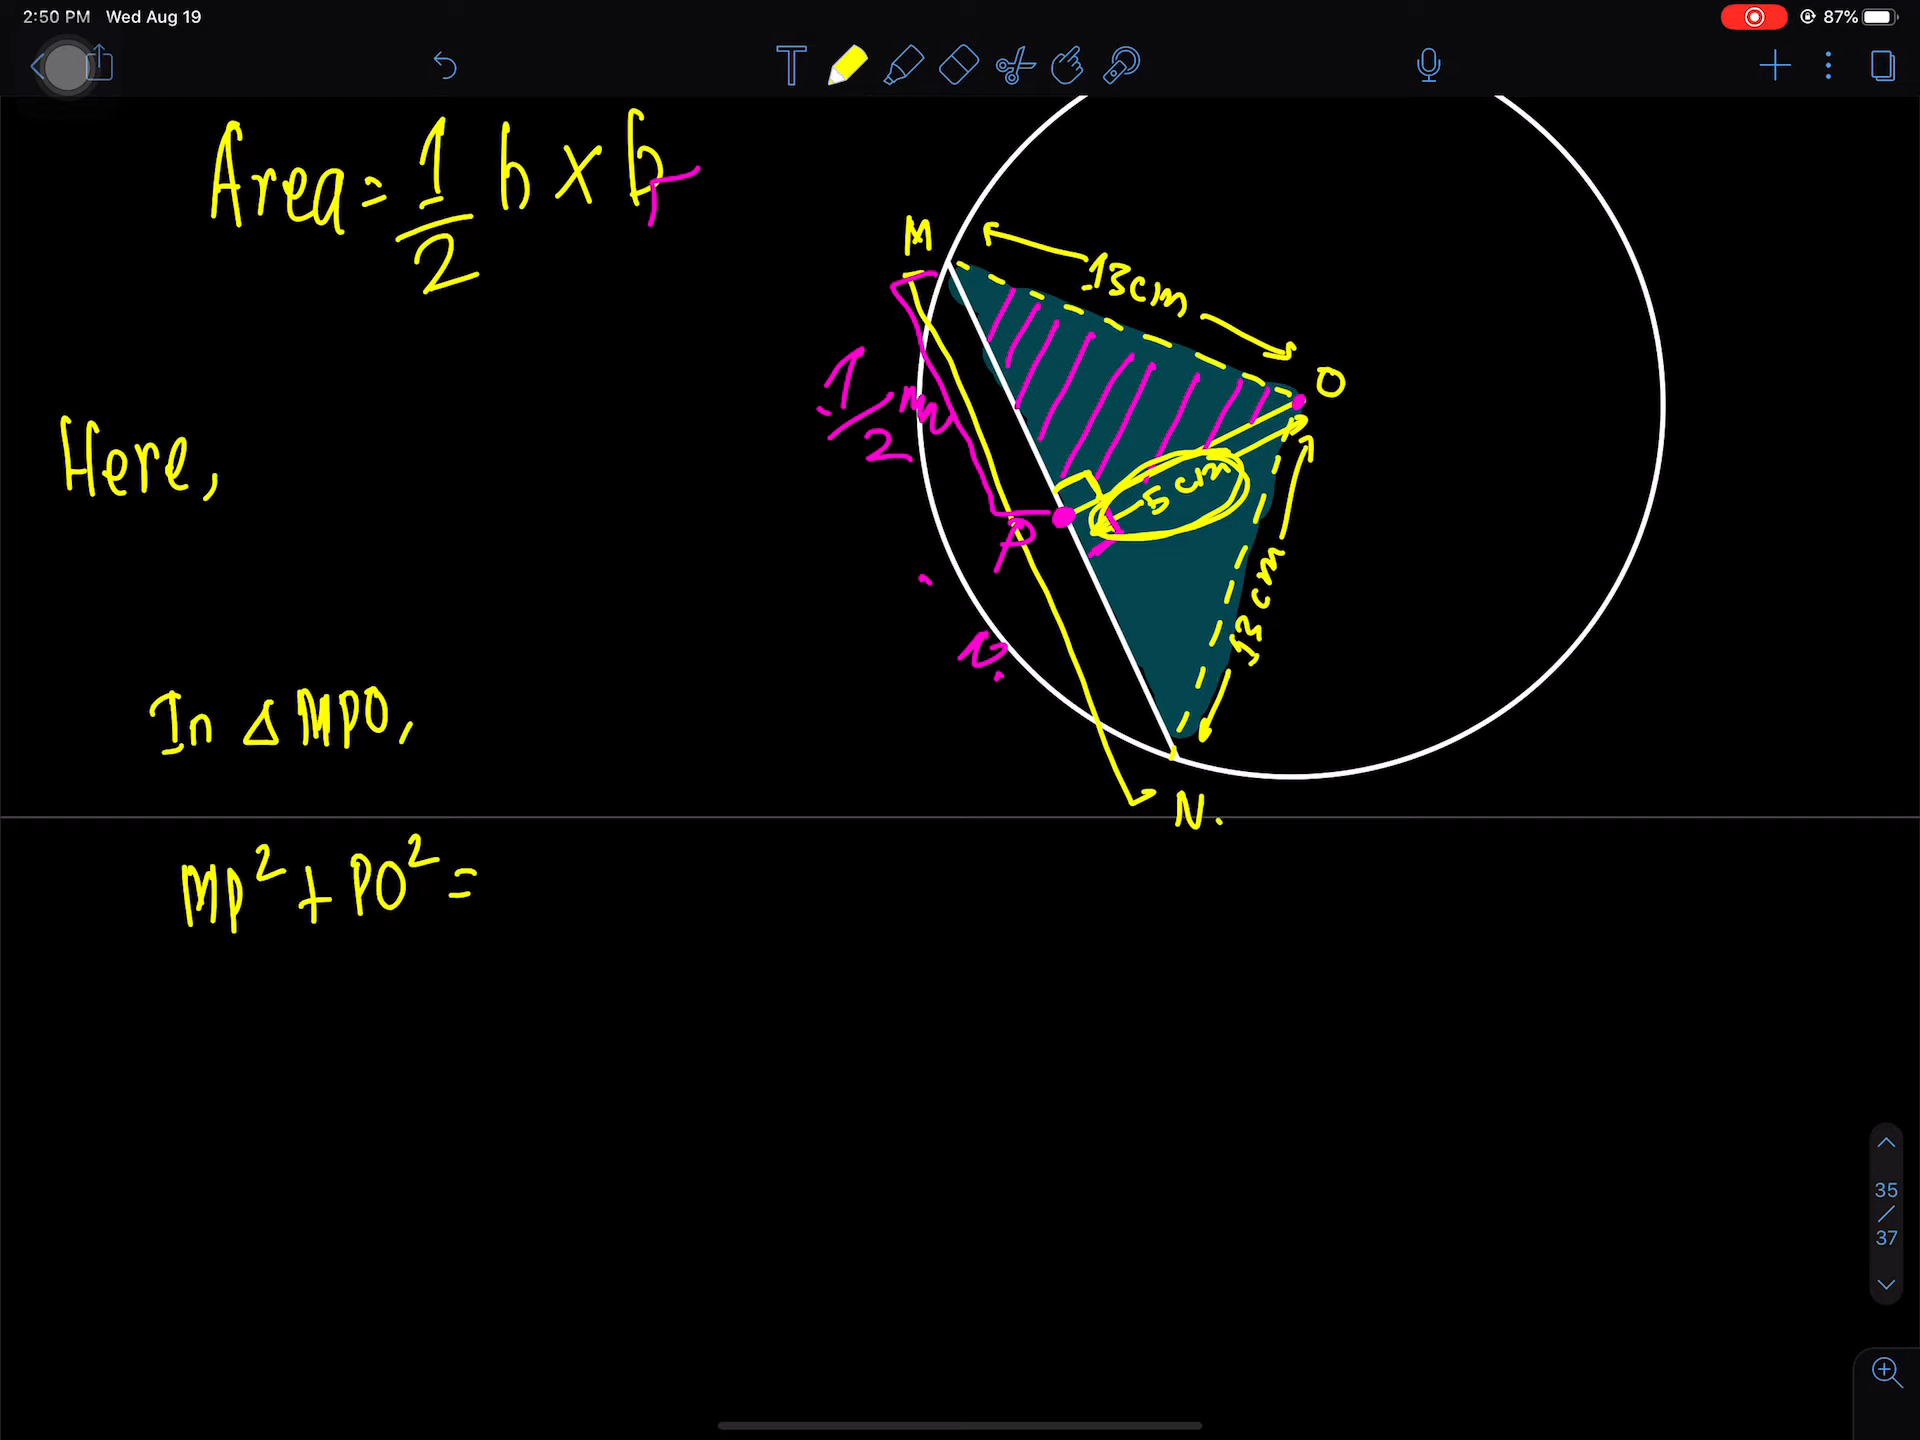 2:50 PM Wed Aug 19
87%
Area = 1/2 h × b
M
13cm
O
1/2 m
5 cm
P
13 cm
N.
N.
Here,
In △ MPO,
MP² + PO² =
35
/
37